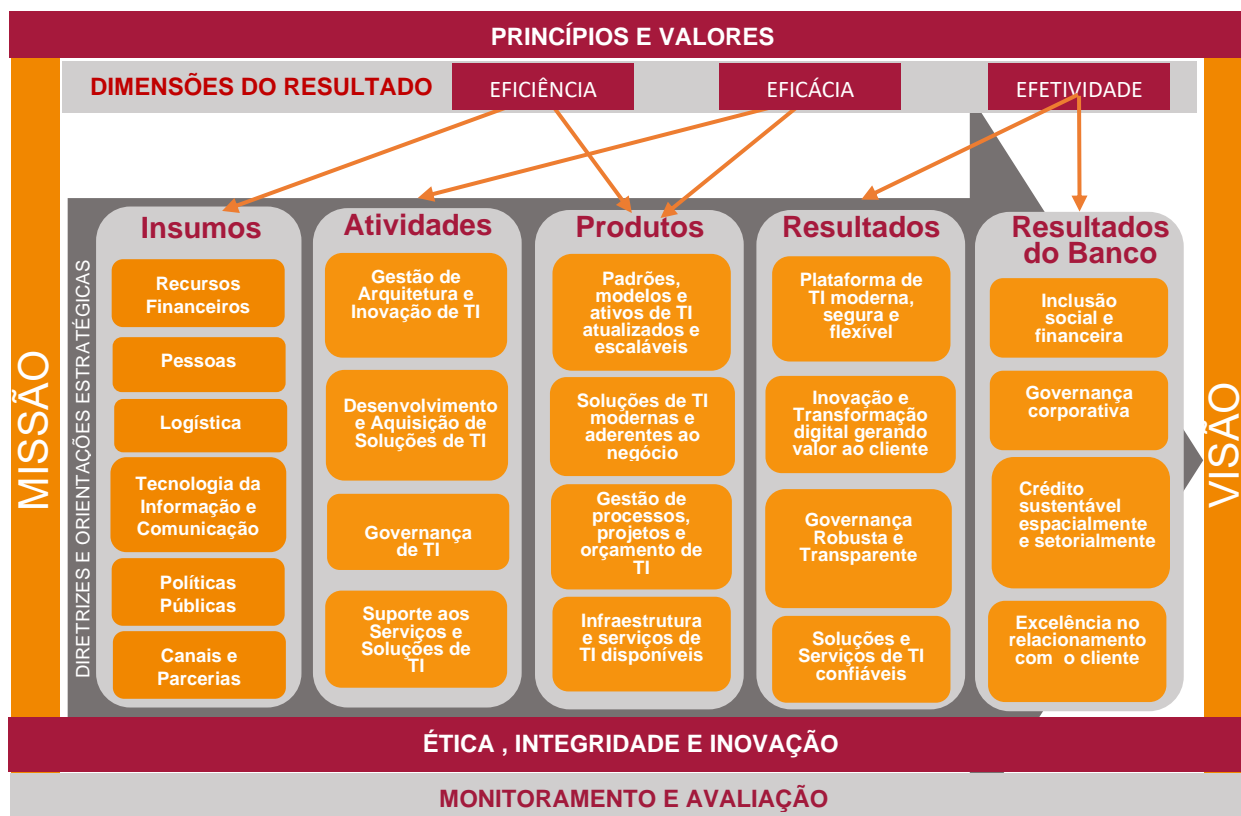 PRINCÍPIOS E VALORES
DIMENSÕES DO RESULTADO
EFICIÊNCIA
EFICÁCIA
EFETIVIDADE
MISSÃO
DIRETRIZES E ORIENTAÇÕES ESTRATÉGICAS
Insumos
Recursos
Financeiros
Pessoas
Logística
Tecnologia da
Informação e
Comunicação
Políticas
Públicas
Canais e
Parcerias
Atividades
Gestão de
Arquitetura e
Inovação de TI
Desenvolvimento
e Aquisição de
Soluções de TI
Governança
de TI
Suporte aos
Serviços e
Soluções de
TI
Produtos
Padrões,
modelos e
ativos de TI
atualizados e
escaláveis
Soluções de TI
modernas e
aderentes ao
negócio
Gestão de
processos,
projetos e
orçamento de
TI
Infraestrutura
e serviços de
TI disponíveis
Resultados
Plataforma de
TI moderna,
segura e
flexível
Inovação e
Transformação
digital gerando
valor ao cliente
Governança
Robusta e
Transparente
Soluções e
Serviços de TI
confiáveis
Resultados
do Banco
Inclusão
social e
financeira
Governança
corporativa
Crédito
sustentável
espacialmente
e setorialmente
Excelência no
relacionamento
com o cliente
VISÃO
ÉTICA , INTEGRIDADE E INOVAÇÃO
MONITORAMENTO E AVALIAÇÃO